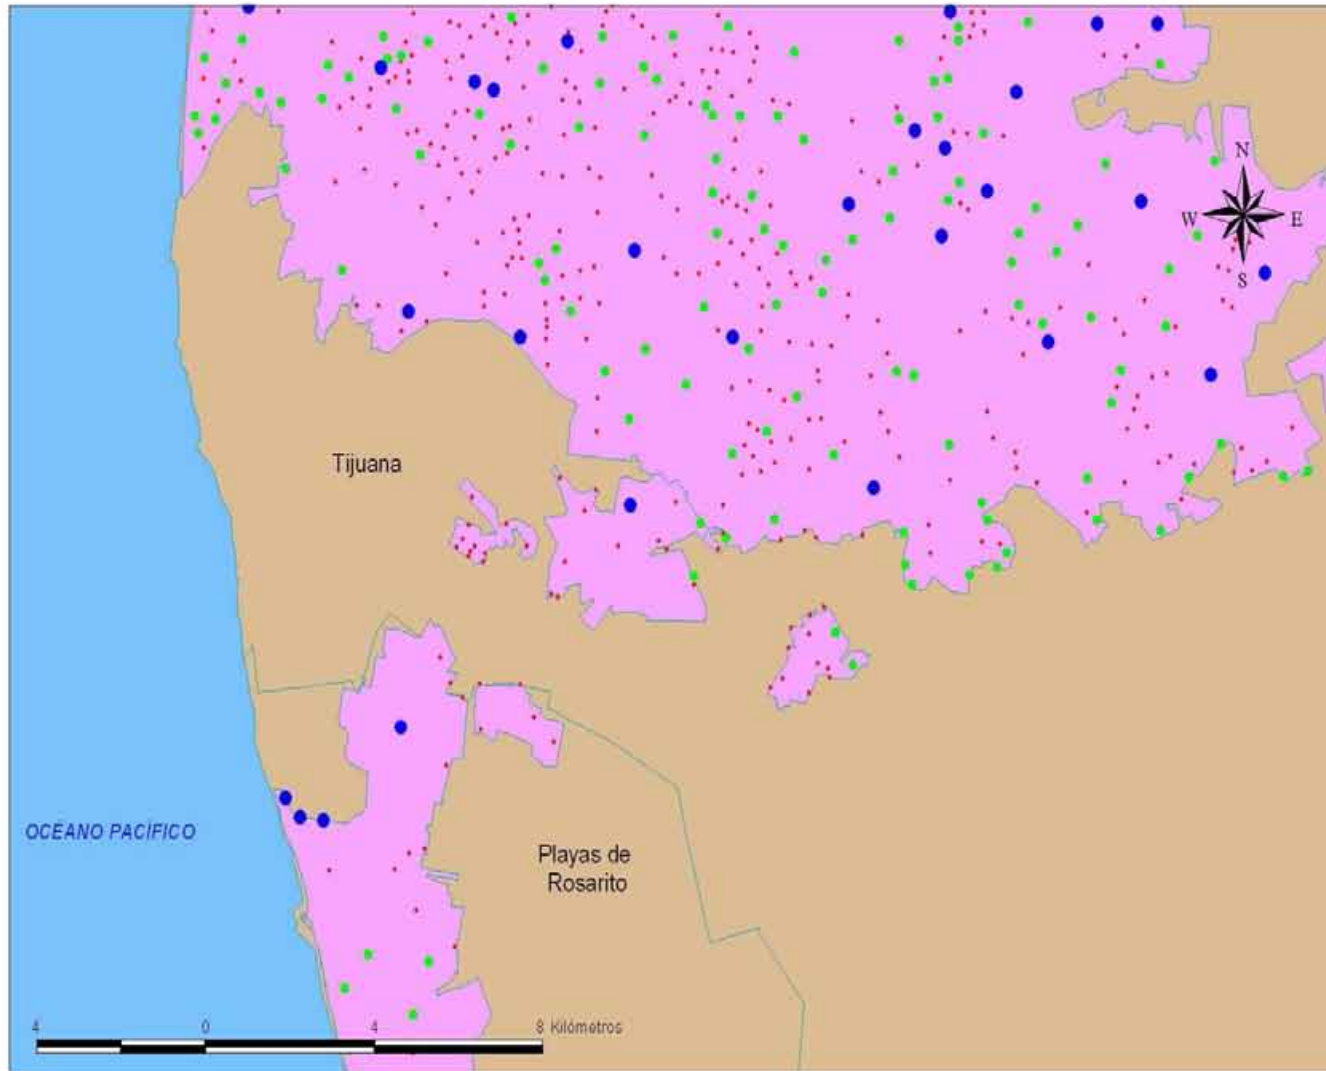 N
W E
S
Tijuana
OCÉANO PACÍFICO
Playas de
Rosarito
4 0 4 8 Kilómetros